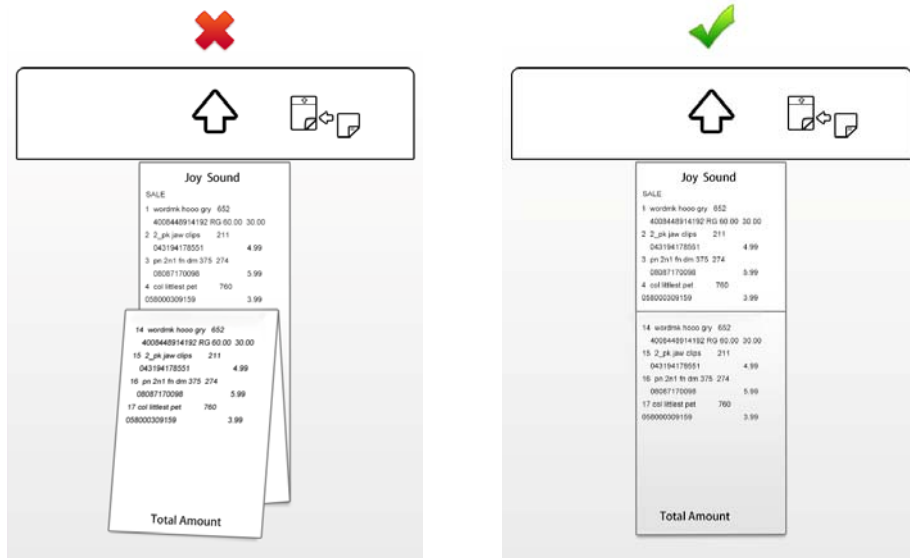 Joy Sound
SALE
1 wordmk hooo gry 652
4008448914192 RG 60.00 30.00
2 2_pk jaw clips 211
043194178551 4.99
3 pn 2n1 fn dm 375 274
08087170098 5.99
4 col littlest pet 760
058000309159 3.99
14 wordmk hooo gry 652
4008448914192 RG 60.00 30.00
15 2_pk jaw clips 211
043194178551 4.99
16 pn 2n1 fn dm 375 274
08087170098 5.99
17 col littlest pet 760
058000309159 3.99
Total Amount
Joy Sound
SALE
1 wordmk hooo gry 652
4008448914192 RG 60.00 30.00
2 2_pk jaw clips 211
043194178551 4.99
3 pn 2n1 fn dm 375 274
08087170098 5.99
4 col littlest pet 760
058000309159 3.99
14 wordmk hooo gry 652
4008448914192 RG 60.00 30.00
15 2_pk jaw clips 211
043194178551 4.99
16 pn 2n1 fn dm 375 274
08087170098 5.99
17 col littlest pet 760
058000309159 3.99
Total Amount